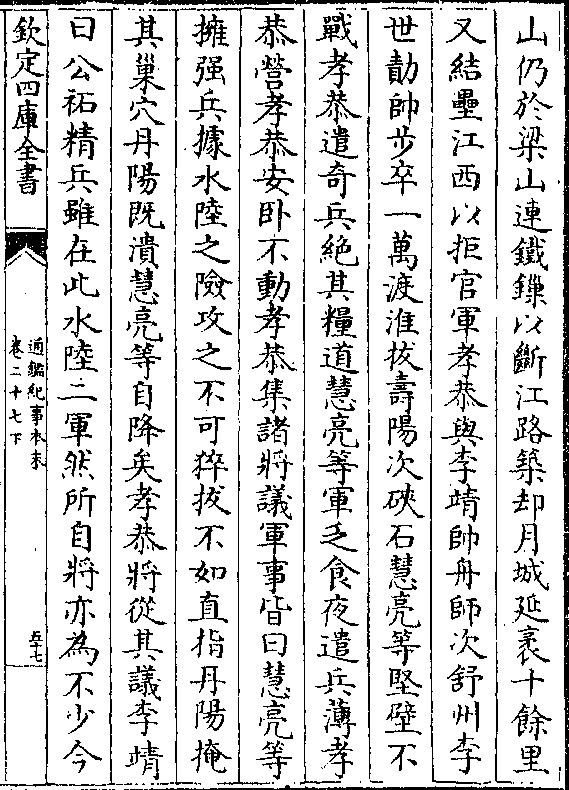 山仍於梁山連鐵鏁以斷江路築却月城延袤十餘里
又結壘江西以拒官軍孝恭與李靖帥舟師次舒州李
世勣帥步卒一萬渡淮拔壽陽次硤石慧亮等堅壁不
戰孝恭遣奇兵絶其糧道慧亮等軍乏食夜遣兵薄孝
恭營孝恭安卧不動孝恭集諸將議軍事皆曰慧亮等
擁强兵據水陸之險攻之不可猝拔不如直指丹陽掩
其巢穴丹陽既潰慧亮等自降矣孝恭將從其議李靖
曰公祏精兵雖在此水陸二軍然所自將亦為不少今
欽定四庫全書
通鑑紀事本末
卷二十七下
五十七